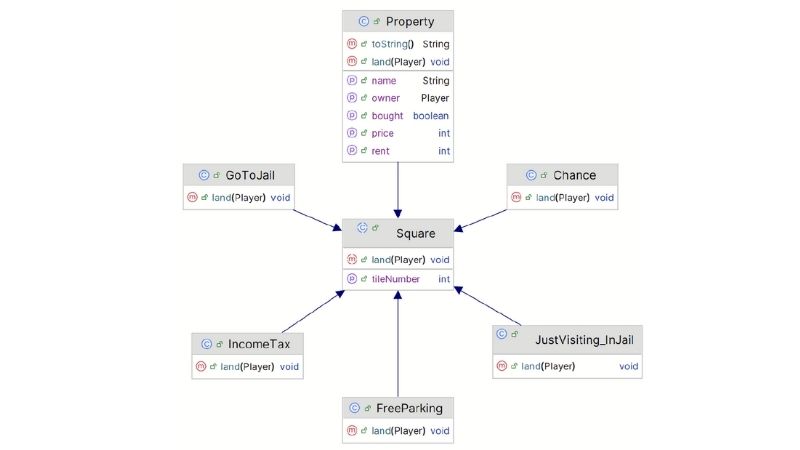 Property
toString() String
land(Player) void
name String
owner Player
bought boolean
price int
rent int
GoToJail
land(Player) void
Chance
land(Player) void
Square
land(Player) void
tileNumber int
IncomeTax
land(Player) void
JustVisiting_InJail
land(Player) void
FreeParking
land(Player) void